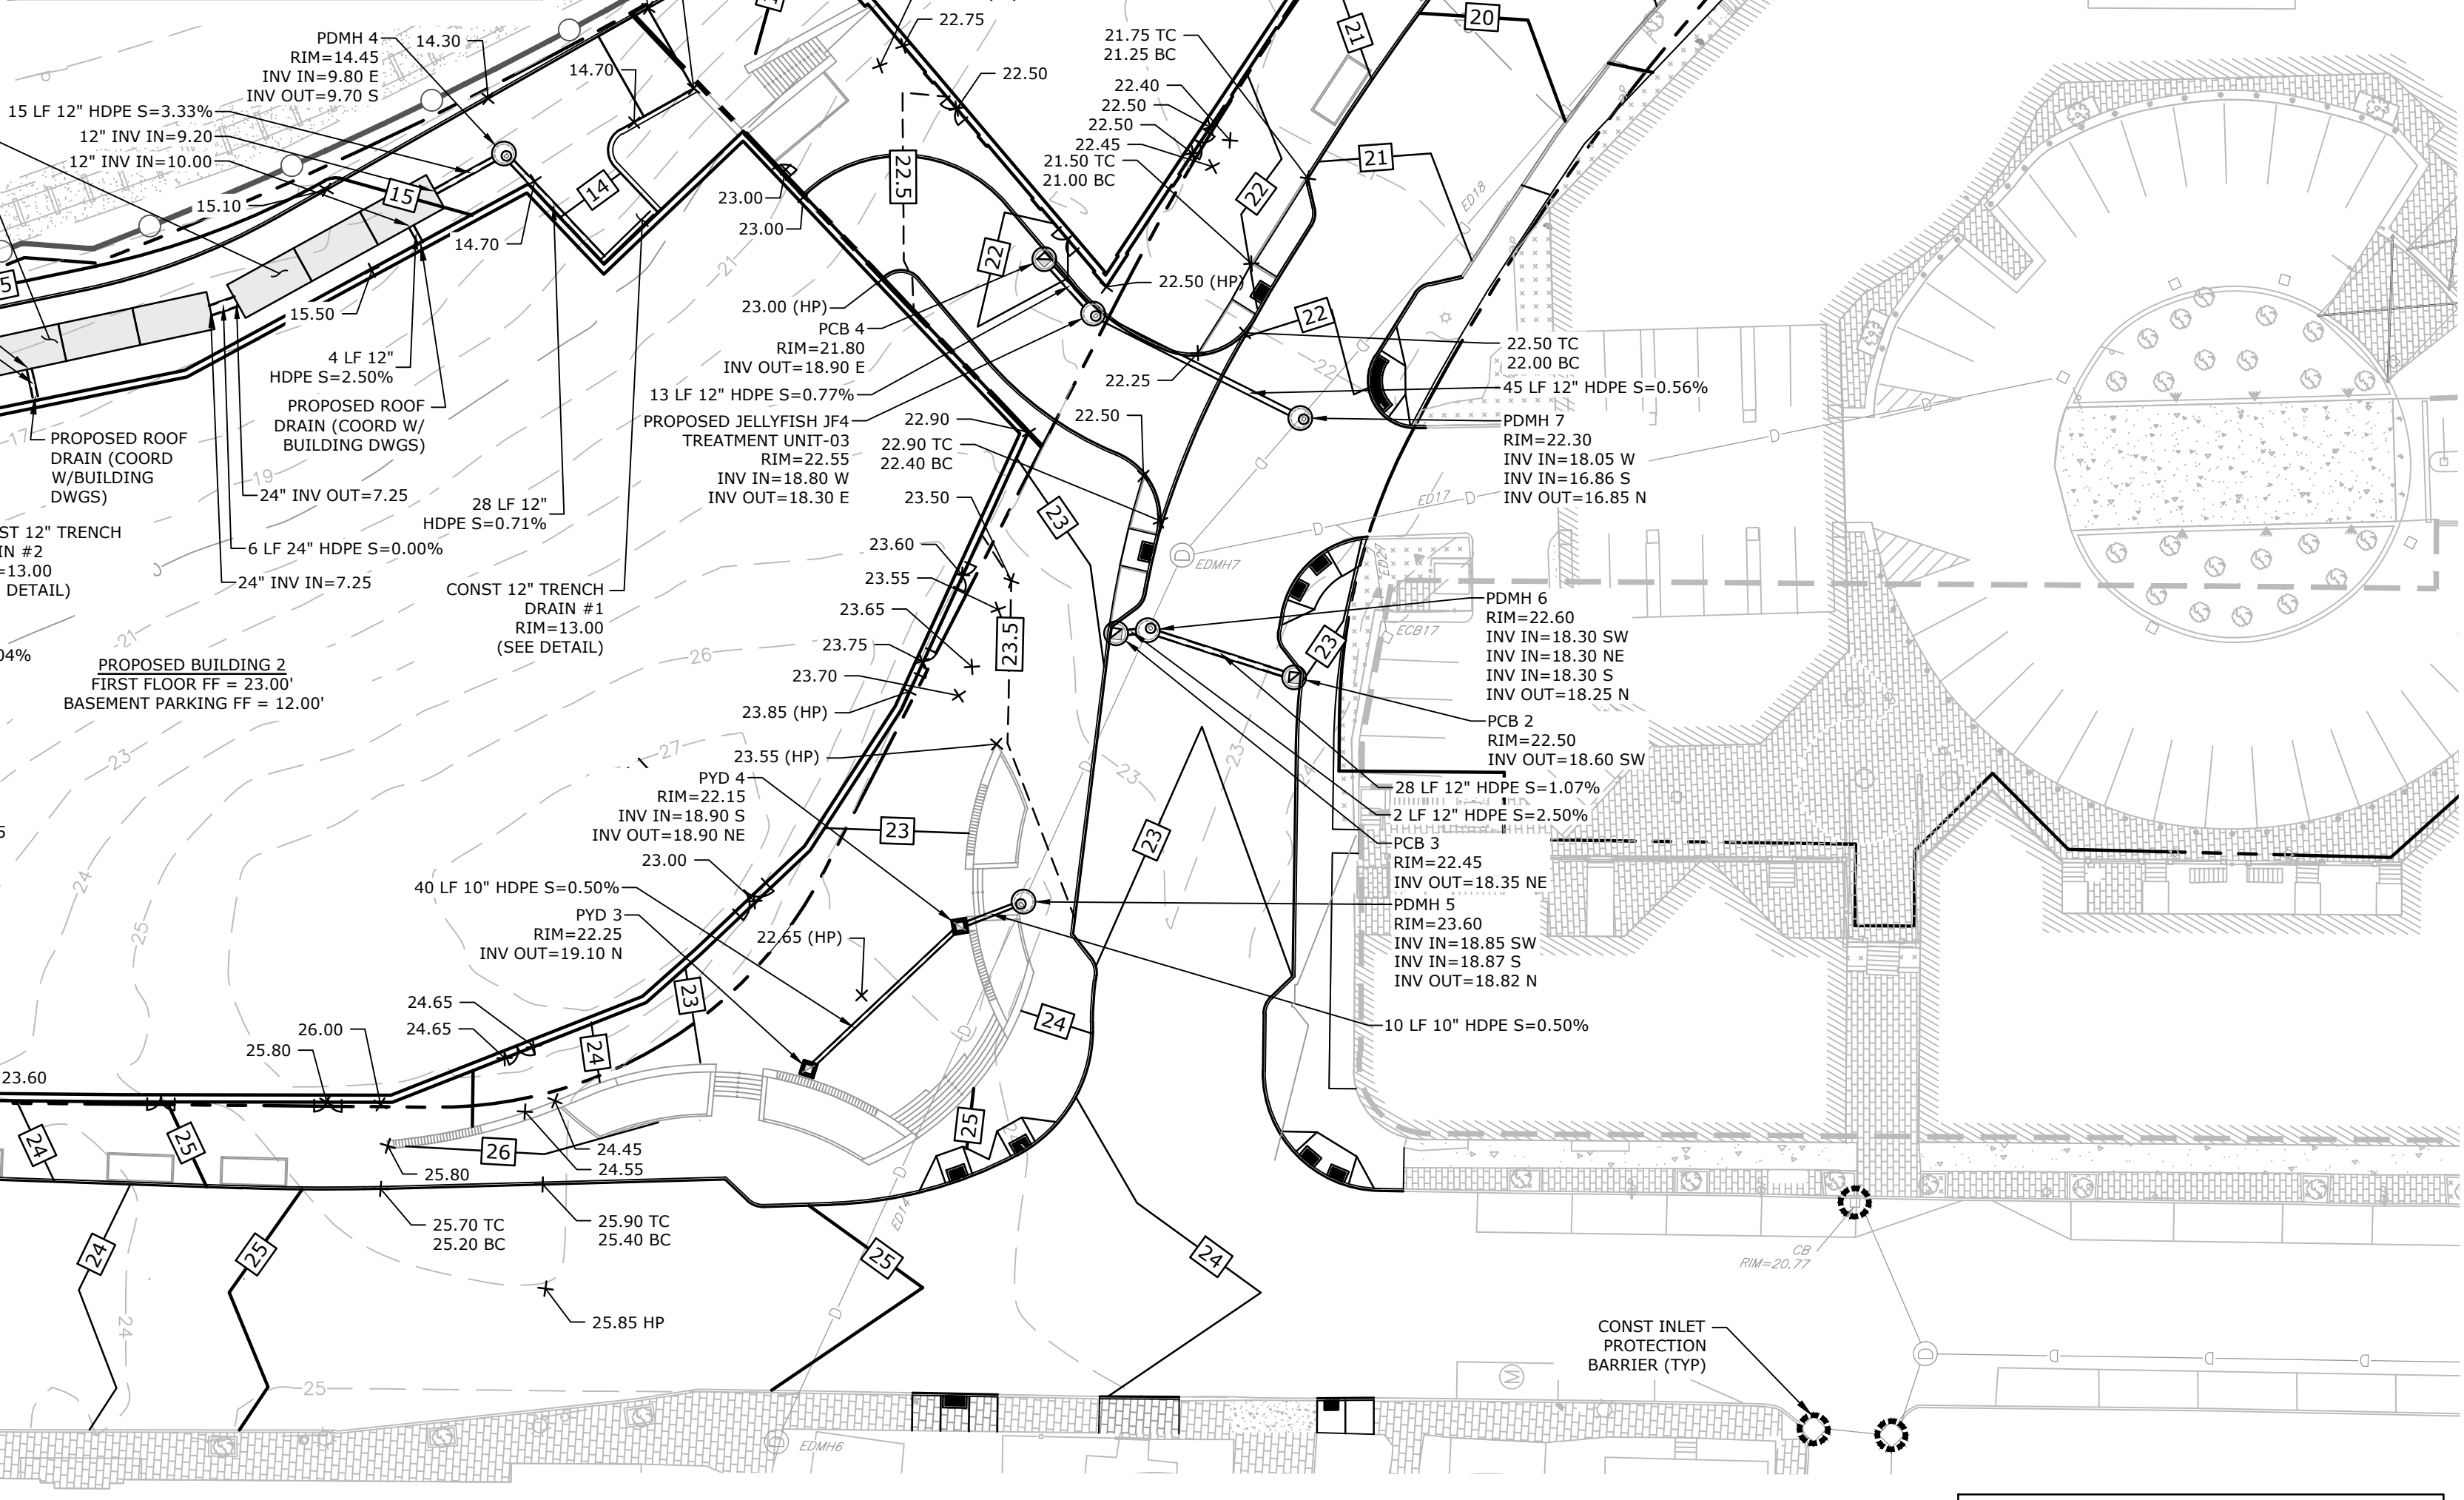 PDMH 4
RIM=14.45
INV IN=9.80 E
INV OUT=9.70 S
14.30
15 LF 12" HDPE S=3.33%
12" INV IN=9.20
12" INV IN=10.00
14.70
15
14
15.10
14.70
15.50
4 LF 12"
HDPE S=2.50%
PROPOSED ROOF
DRAIN (COORD W/
BUILDING DWGS)
PROPOSED ROOF
DRAIN (COORD
W/BUILDING
DWGS)
24" INV OUT=7.25
6 LF 24" HDPE S=0.00%
24" INV IN=7.25
28 LF 12"
HDPE S=0.71%
ST 12" TRENCH
IN #2
=13.00
DETAIL)
CONST 12" TRENCH
DRAIN #1
RIM=13.00
(SEE DETAIL)
04%
PROPOSED BUILDING 2
FIRST FLOOR FF = 23.00'
BASEMENT PARKING FF = 12.00'
17
19
21
21
23
24
25
26
27
22.75
22.50
22.5
23.00
23.00
22
23.00 (HP)
PCB 4
RIM=21.80
INV OUT=18.90 E
13 LF 12" HDPE S=0.77%
PROPOSED JELLYFISH JF4
TREATMENT UNIT-03
RIM=22.55
INV IN=18.80 W
INV OUT=18.30 E
21.75 TC
21.25 BC
22.40
22.50
22.50
22.45
21.50 TC
21.00 BC
22.50 (HP)
21
20
21
22
22
22
ED18
22.50 TC
22.00 BC
45 LF 12" HDPE S=0.56%
22.25
22.50
22.90
22.90 TC
22.40 BC
23.50
23
PDMH 7
RIM=22.30
INV IN=18.05 W
INV IN=16.86 S
INV OUT=16.85 N
ED17
EDMH7
ECB17
23.60
23.55
23.65
23.75
23.70
23.85 (HP)
23.5
23.55 (HP)
23
PDMH 6
RIM=22.60
INV IN=18.30 SW
INV IN=18.30 NE
INV IN=18.30 S
INV OUT=18.25 N
PCB 2
RIM=22.50
INV OUT=18.60 SW
28 LF 12" HDPE S=1.07%
2 LF 12" HDPE S=2.50%
PCB 3
RIM=22.45
INV OUT=18.35 NE
PDMH 5
RIM=23.60
INV IN=18.85 SW
INV IN=18.87 S
INV OUT=18.82 N
10 LF 10" HDPE S=0.50%
PYD 4
RIM=22.15
INV IN=18.90 S
INV OUT=18.90 NE
23
23.00
40 LF 10" HDPE S=0.50%
PYD 3
RIM=22.25
INV OUT=19.10 N
22.65 (HP)
23
23
23
23
24
24.65
24.65
26.00
25.80
23.60
24
24
25
26
25
24.45
24.55
25.80
25.70 TC
25.20 BC
25.90 TC
25.40 BC
25.85 HP
24
25
25
24
24
25
ED14
EDMH6
CB
RIM=20.77
CONST INLET
PROTECTION
BARRIER (TYP)
M